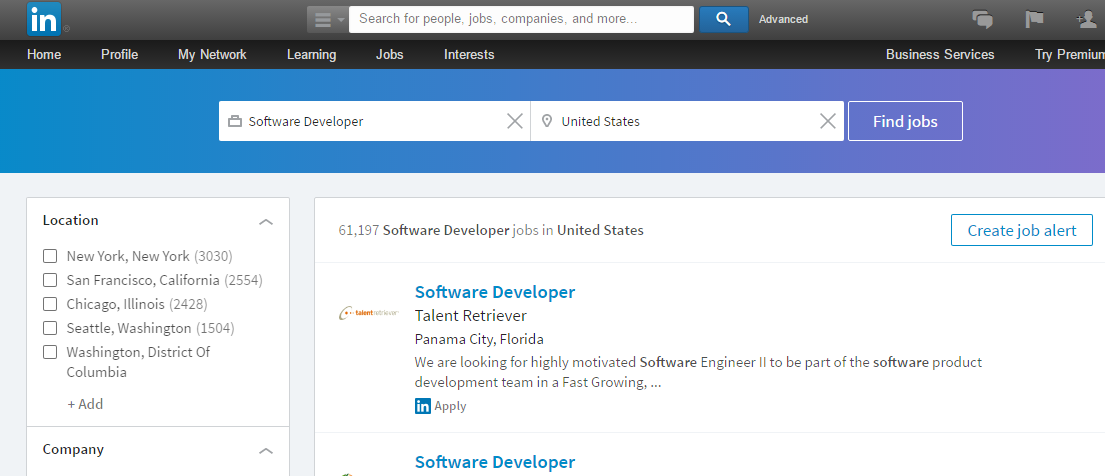 in
Search for people, jobs, companies, and more...
Advanced
Home Profile My Network Learning Jobs Interests Business Services Try Premium
Software Developer
United States
Find jobs
Location
New York, New York (3030)
San Francisco, California (2554)
Chicago, Illinois (2428)
Seattle, Washington (1504)
Washington, District Of
Columbia
+ Add
Company
61,197 Software Developer jobs in United States
Create job alert
talentretriever
Software Developer
Talent Retriever
Panama City, Florida
We are looking for highly motivated Software Engineer II to be part of the software product
development team in a Fast Growing, ...
in Apply
Software Developer